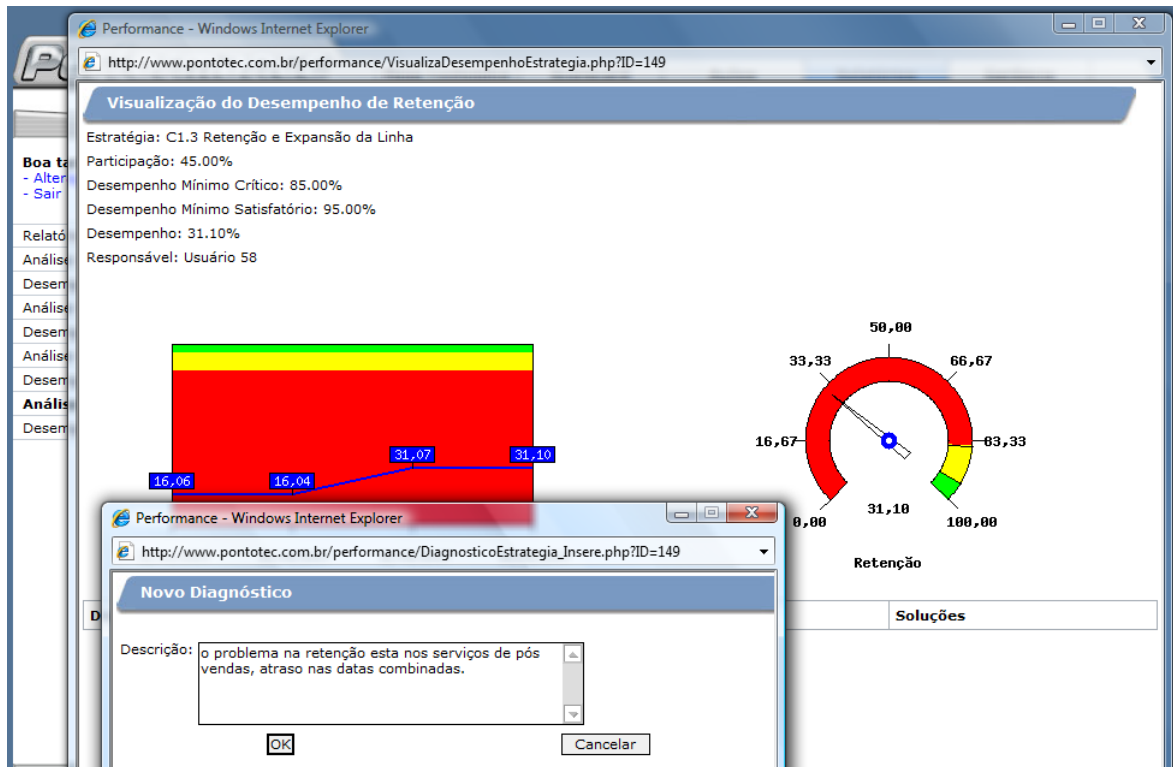 Performance - Windows Internet Explorer
http://www.pontotec.com.br/performance/VisualizaDesempenhoEstrategia.php?ID=149
Visualização do Desempenho de Retenção
Estratégia: C1.3 Retenção e Expansão da Linha
Participação: 45.00%
Desempenho Mínimo Crítico: 85.00%
Desempenho Mínimo Satisfatório: 95.00%
Desempenho: 31.10%
Responsável: Usuário 58
Boa
- Sair
50,00
33,33
66,67
16,67
83,33
0,00
31,10
100,00
Retenção
16,06
16,04
31,07
31,10
Soluções
Performance - Windows Internet Explorer
http://www.pontotec.com.br/performance/DiagnosticoEstrategia_Insere.php?ID=149
Novo Diagnóstico
Descrição:
o problema na retenção esta nos serviços de pós
vendas, atraso nas datas combinadas.
OK
Cancelar